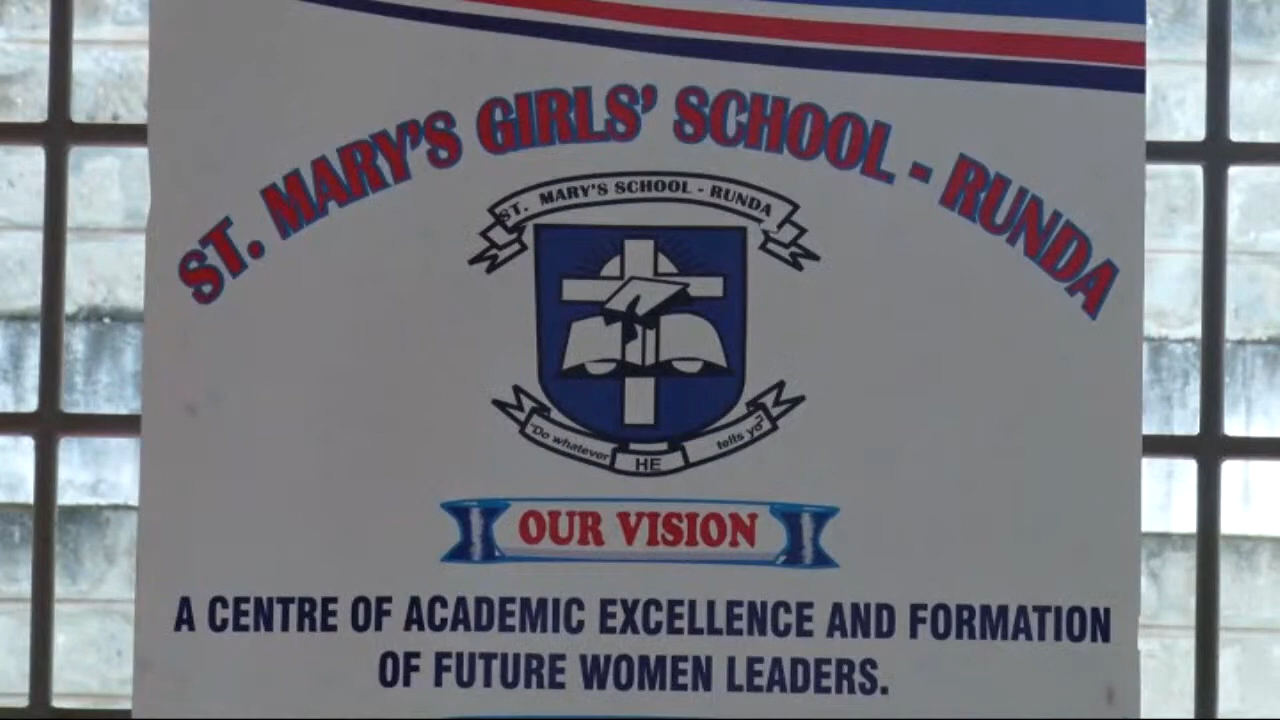 ST. MARY'S GIRLS' SCHOOL - RUNDA
ST. MARY'S SCHOOL - RUNDA
"Do whatever HE tells yo"
OUR VISION
A CENTRE OF ACADEMIC EXCELLENCE AND FORMATION
OF FUTURE WOMEN LEADERS.